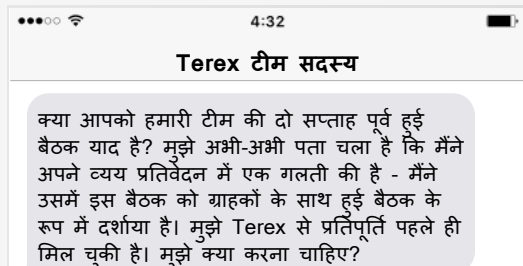 4:32
Terex टीम सदस्य
क्या आपको हमारी टीम की दो सप्ताह पूर्व हुई
बैठक याद है? मुझे अभी-अभी पता चला है कि मैंने
अपने व्यय प्रतिवेदन में एक गलती की है - मैंने
उसमें इस बैठक को ग्राहकों के साथ हुई बैठक के
रूप में दर्शाया है। मुझे Terex से प्रतिपूर्ति पहले ही
मिल चुकी है। मुझे क्या करना चाहिए?